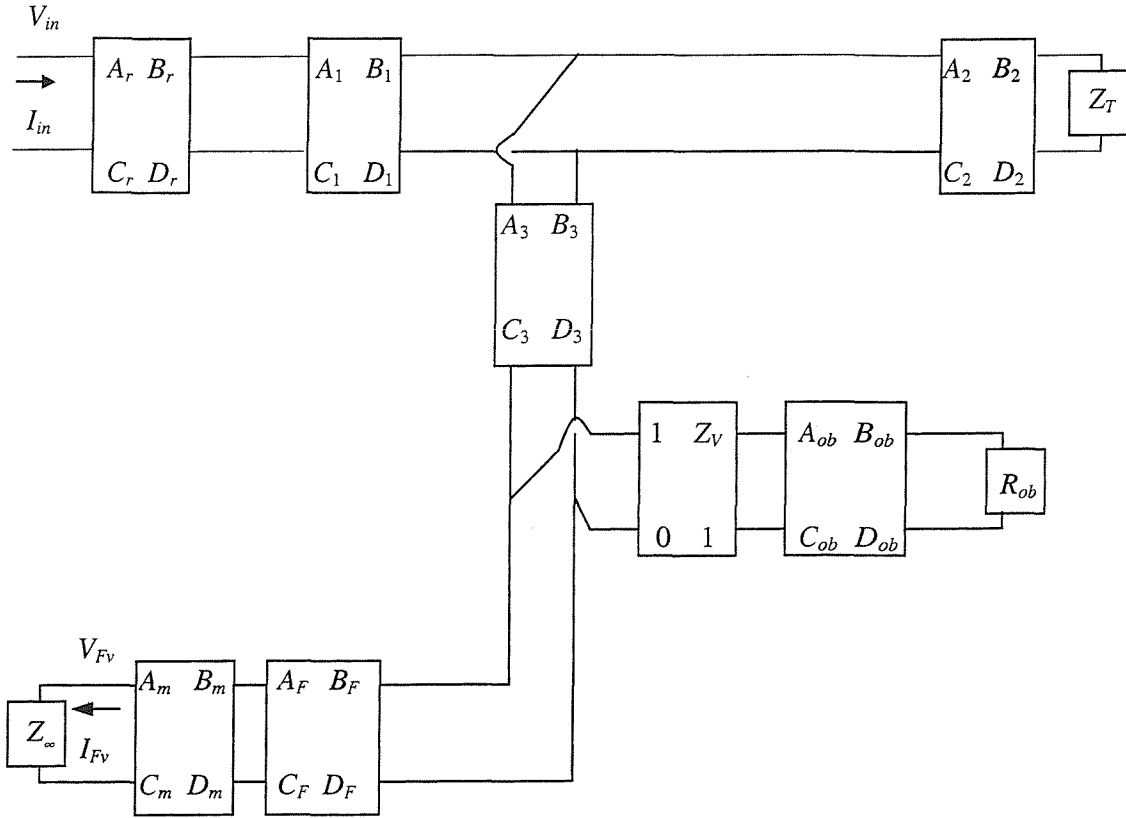 V_in
A_r B_r
A_1 B_1
A_2 B_2
Z_T
I_in
C_r D_r
C_1 D_1
C_2 D_2
A_3 B_3
C_3 D_3
1 Z_V
A_ob B_ob
R_ob
0 1
C_ob D_ob
V_Fv
A_m B_m
A_F B_F
Z_∞
I_Fv
C_m D_m
C_F D_F